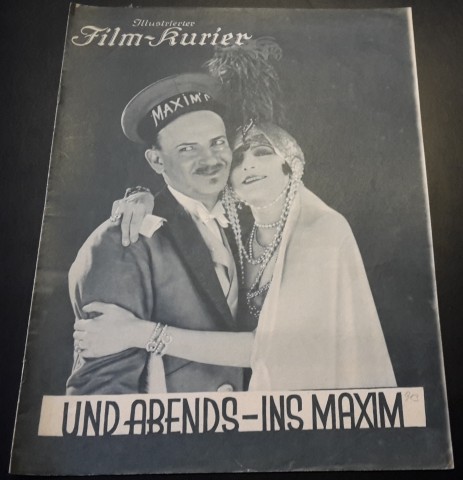 Illustrierter
Film-Kurier
MAXIM'
UND ABENDS-INS MAXIM